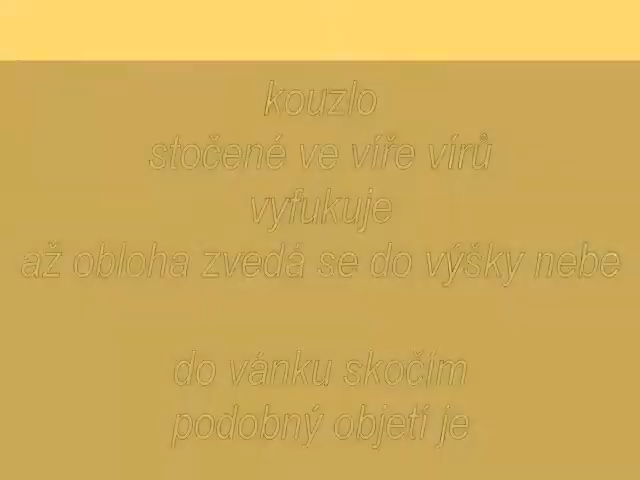 kouzlo
stočené ve víře vírů
vyfukuje
až obloha zvedá se do výšky nebe
do vánku skočím
podobný objetí je